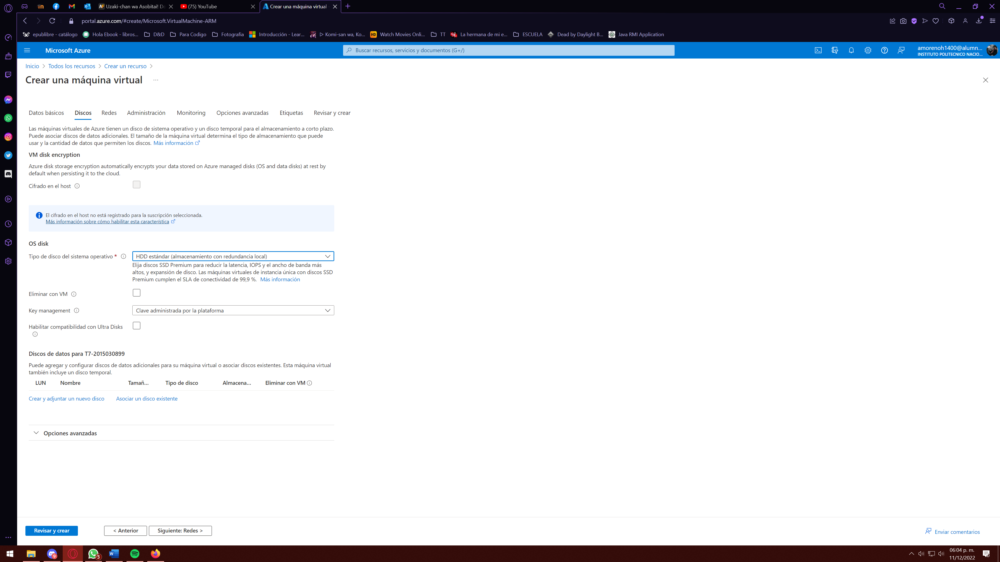 Uzaki-chan wa Asobitai! Do
(75) YouTube
Crear una máquina virtual
portal.azure.com/#create/Microsoft.VirtualMachine-ARM
epublibre - catálogo
Hola Ebook - libros...
D&D
Para Codigo
Fotografia
Introducción - Lear...
▷ Komi-san wa, Ko...
HD
Watch Movies Onli...
TT
La hermana de mi e...
ESCUELA
Dead by Daylight B...
Java RMI Application
Microsoft Azure
Buscar recursos, servicios y documentos (G+/)
amorenoh1400@alumn...
INSTITUTO POLITECNICO NACIO...
Inicio > Todos los recursos > Crear un recurso >
Crear una máquina virtual ...
Datos básicos
Discos
Redes
Administración
Monitoring
Opciones avanzadas
Etiquetas
Revisar y crear
Las máquinas virtuales de Azure tienen un disco de sistema operativo y un disco temporal para el almacenamiento a corto plazo.
Puede asociar discos de datos adicionales. El tamaño de la máquina virtual determina el tipo de almacenamiento que puede
usar y la cantidad de datos que permiten los discos. Más información
VM disk encryption
Azure disk storage encryption automatically encrypts your data stored on Azure managed disks (OS and data disks) at rest by
default when persisting it to the cloud.
Cifrado en el host
El cifrado en el host no está registrado para la suscripción seleccionada.
Más información sobre cómo habilitar esta característica
OS disk
Tipo de disco del sistema operativo *
HDD estándar (almacenamiento con redundancia local)
Elija discos SSD Premium para reducir la latencia, IOPS y el ancho de banda más
altos, y expansión de disco. Las máquinas virtuales de instancia única con discos SSD
Premium cumplen el SLA de conectividad de 99,9 %. Más información
Eliminar con VM
Key management
Clave administrada por la plataforma
Habilitar compatibilidad con Ultra Disks
Discos de datos para T7-2015030899
Puede agregar y configurar discos de datos adicionales para su máquina virtual o asociar discos existentes. Esta máquina virtual
también incluye un disco temporal.
LUN
Nombre
Tamañ...
Tipo de disco
Almacena...
Eliminar con VM
Crear y adjuntar un nuevo disco
Asociar un disco existente
Opciones avanzadas
Revisar y crear
< Anterior
Siguiente: Redes >
Enviar comentarios
9
3
06:04 p. m.
11/12/2022